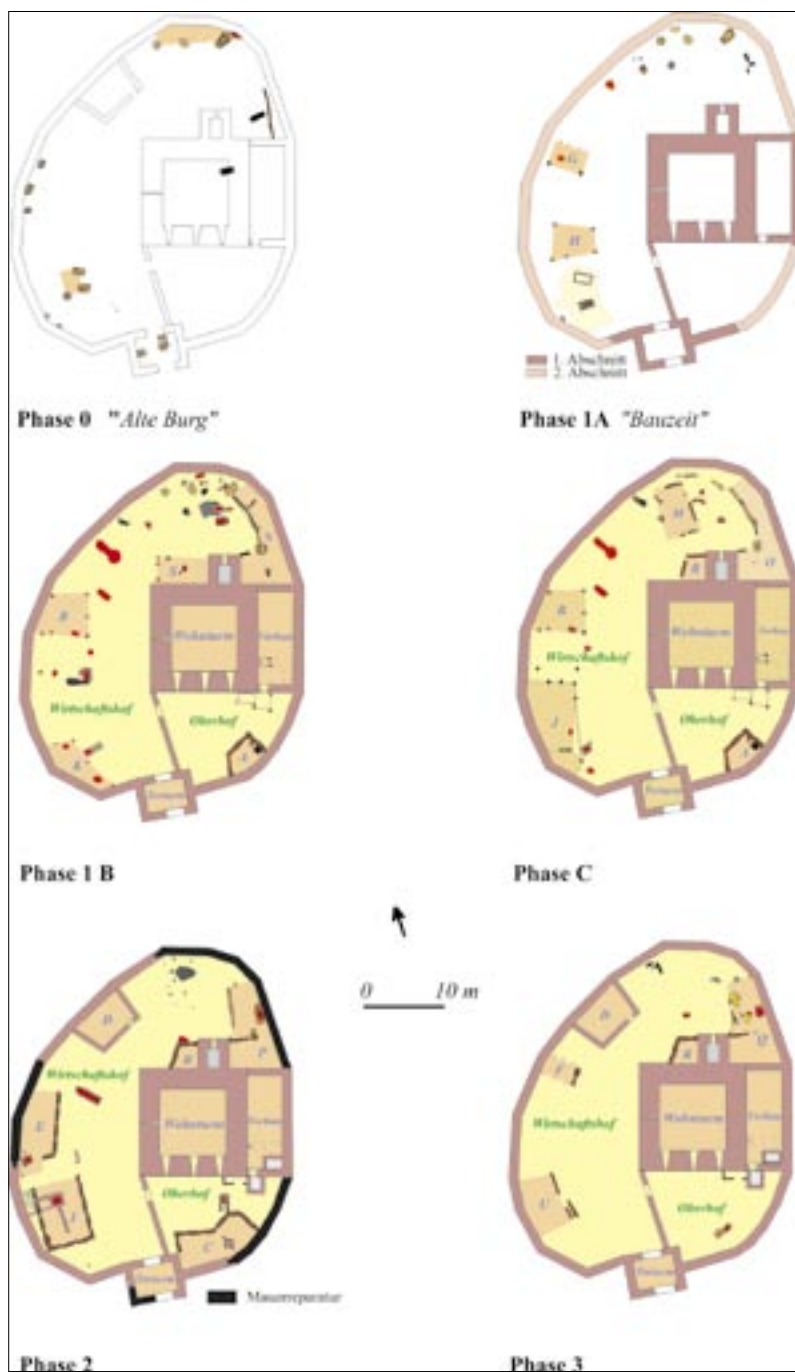 G
H
1. Abschnitt
2. Abschnitt
Phase 0 "Alte Burg"
Phase 1A "Bauzeit"
S
B
Wohnturm
Wirtschaftshof
Oberhof
Phase 1 B
M
R
O
B
Wohnturm
Wirtschaftshof
J
Oberhof
Phase C
0 10 m
D
R
P
Wirtschaftshof
E
Wohnturm
Oberhof
C
Mauerreparatur
Phase 2
D
R
Wirtschaftshof
Wohnturm
U
Oberhof
Phase 3